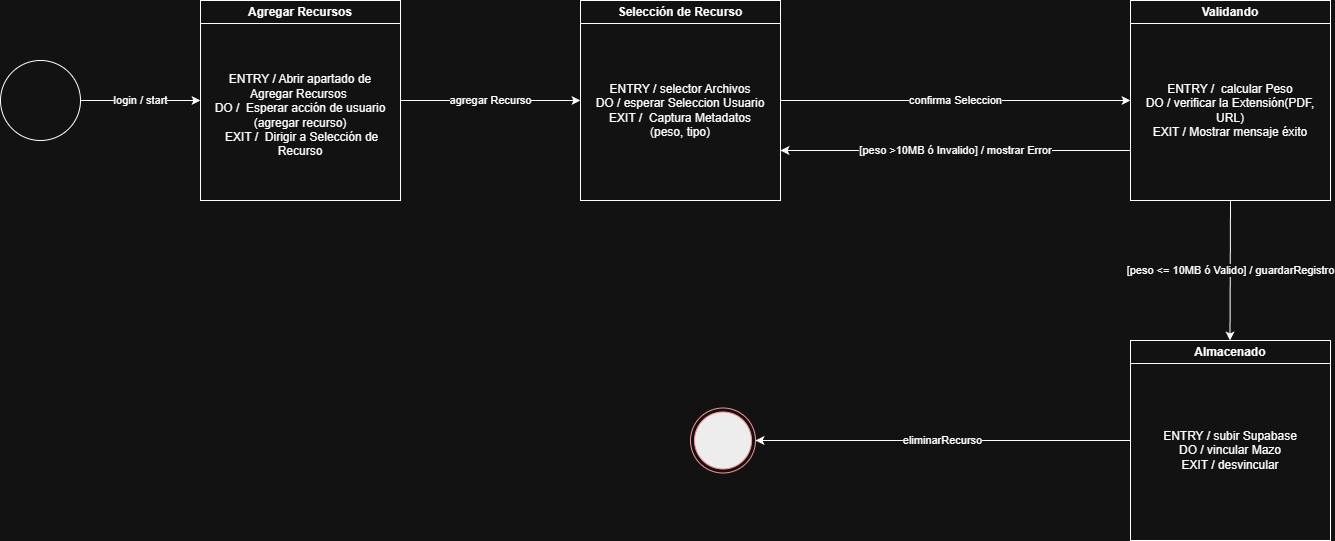 Agregar Recursos
ENTRY / Abrir apartado de
Agregar Recursos
DO /  Esperar acción de usuario
(agregar recurso)
EXIT /  Dirigir a Selección de
Recurso
login / start
agregar Recurso
Selección de Recurso
ENTRY / selector Archivos
DO / esperar Seleccion Usuario
EXIT /  Captura Metadatos
(peso, tipo)
confirma Seleccion
[peso >10MB ó Invalido] / mostrar Error
Validando
ENTRY /  calcular Peso
DO / verificar la Extensión(PDF,
URL)
EXIT / Mostrar mensaje éxito
[peso <= 10MB ó Valido] / guardarRegistro
Almacenado
ENTRY / subir Supabase
DO / vincular Mazo
EXIT / desvincular
eliminarRecurso